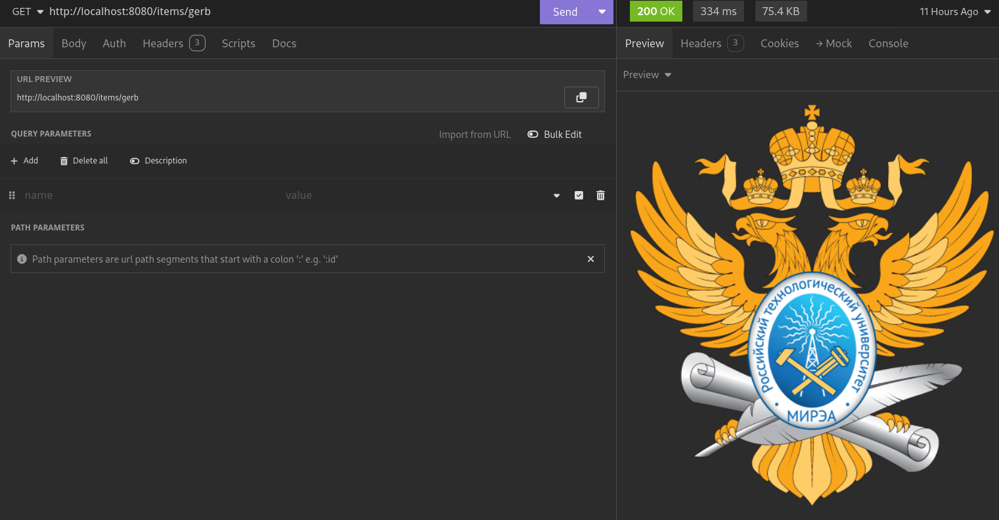 GET http://localhost:8080/items/gerb Send 200 OK 334 ms 75.4 KB 11 Hours Ago
Params Body Auth Headers 3 Scripts Docs Preview Headers 3 Cookies → Mock Console
Preview
URL PREVIEW
http://localhost:8080/items/gerb
QUERY PARAMETERS Import from URL Bulk Edit
+ Add Delete all Description
name value
PATH PARAMETERS
Path parameters are url path segments that start with a colon ':' e.g. ':id'
Российский технологический университет
МИРЭА